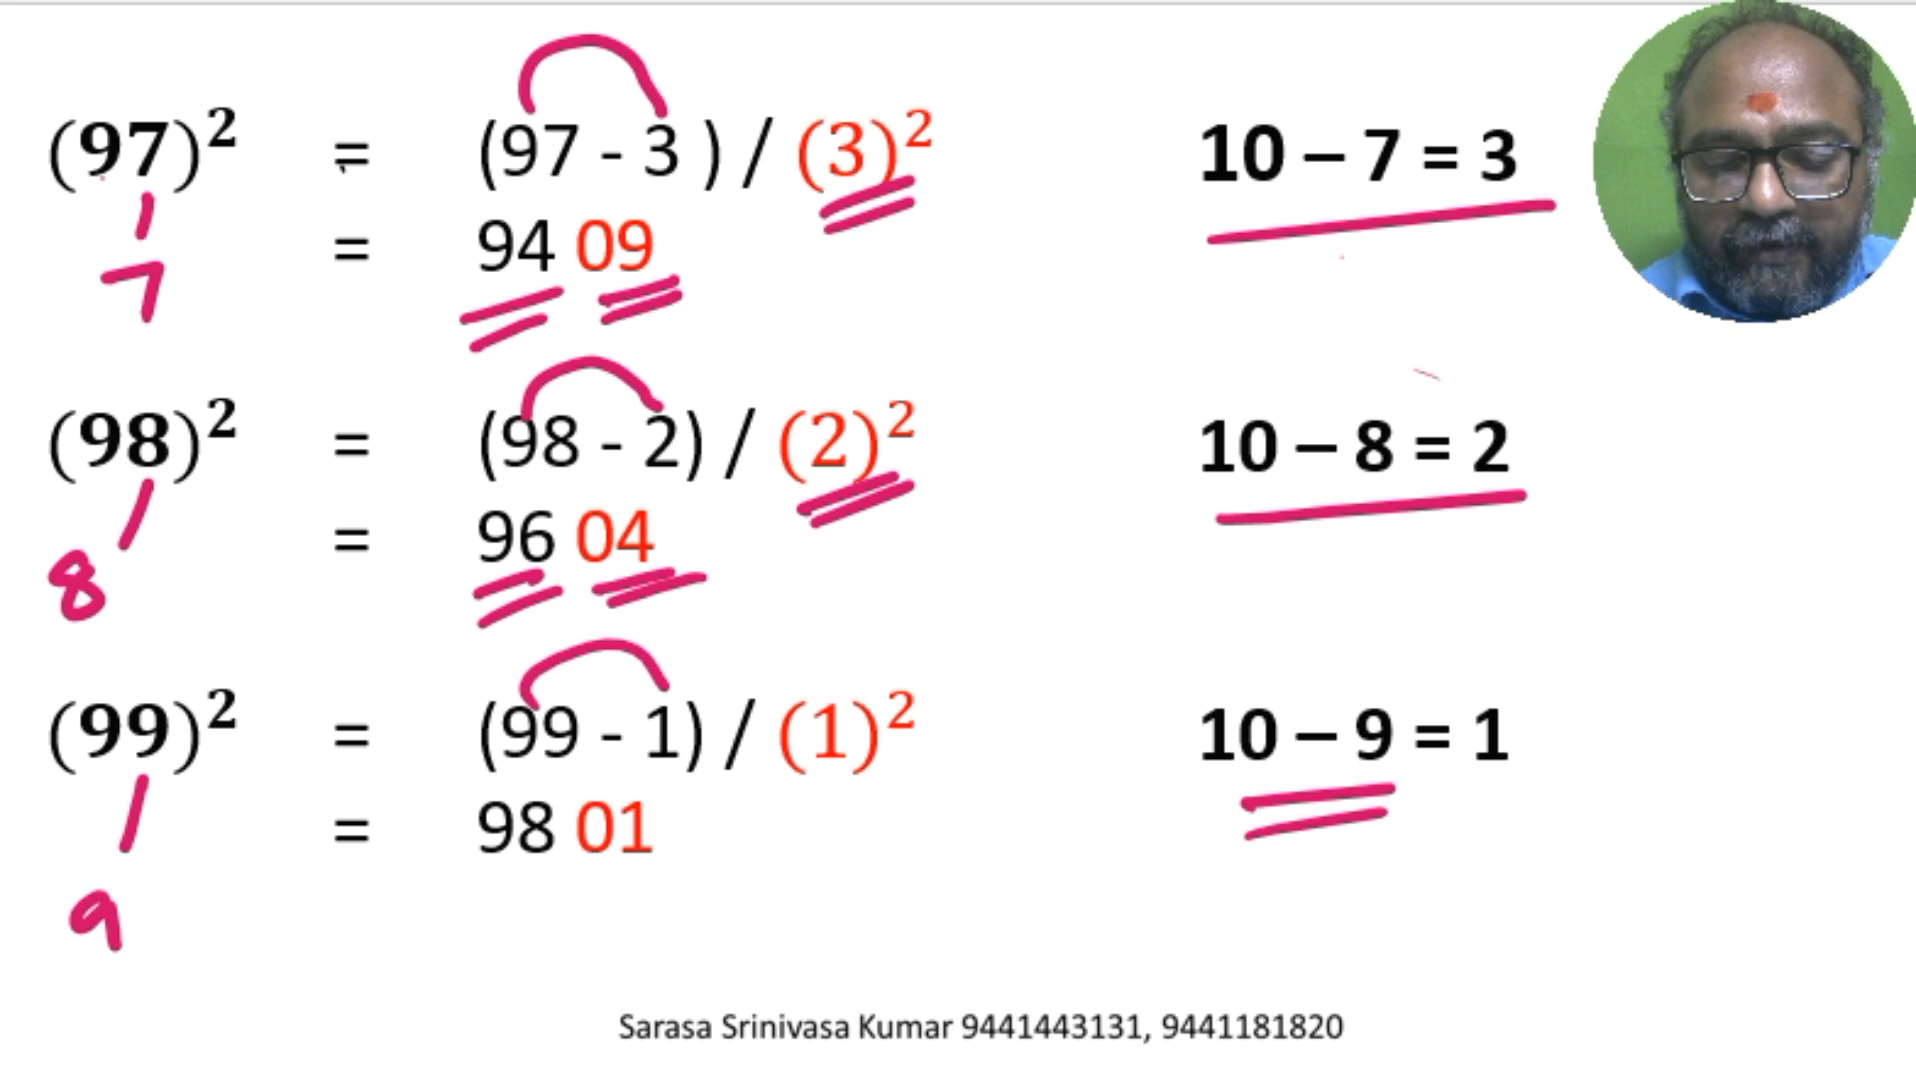 (97)² = (97 - 3 ) / (3)² 10 – 7 = 3
7
= 94 09
(98)² = (98 - 2) / (2)² 10 – 8 = 2
8
= 96 04
(99)² = (99 - 1) / (1)² 10 – 9 = 1
= 98 01
9
Sarasa Srinivasa Kumar 9441443131, 9441181820